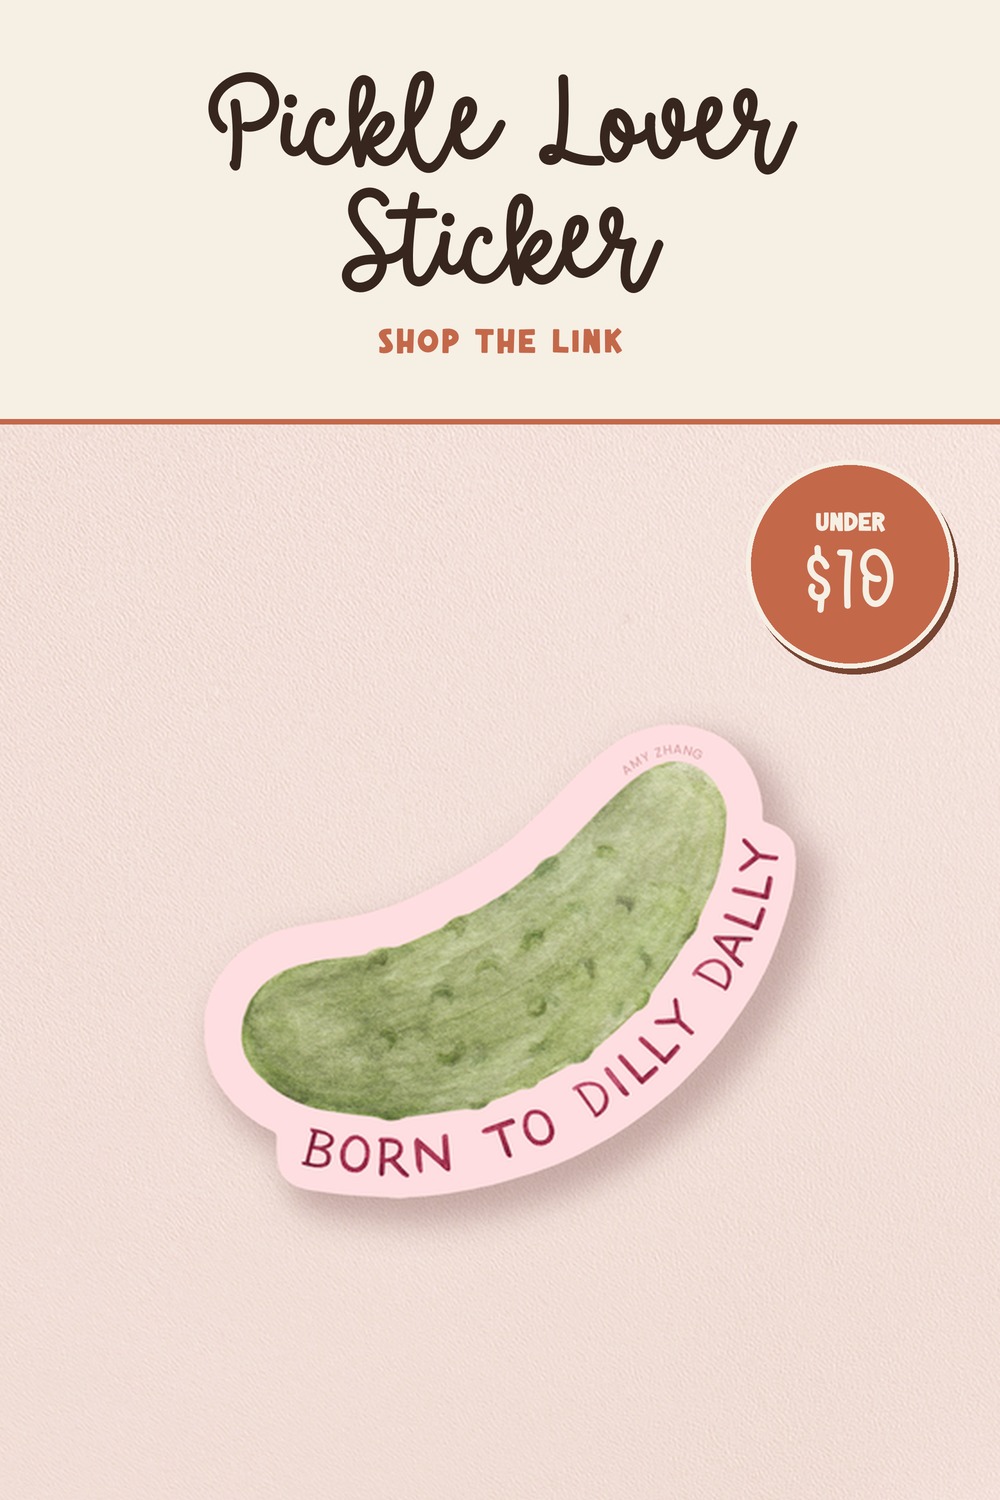 Pickle Lover
Sticker
SHOP THE LINK
UNDER
$10
AMY ZHANG
BORN TO DILLY DALLY